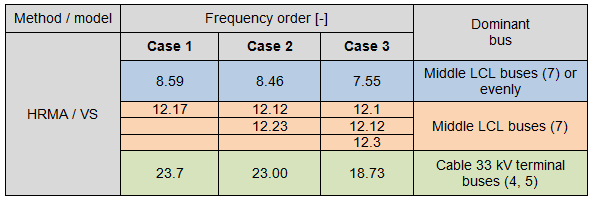 Method / model
Frequency order [-]
Dominant
bus
Case 1
Case 2
Case 3
HRMA / VS
8.59
8.46
7.55
Middle LCL buses (7) or
evenly
12.17
12.12
12.1
12.23
12.12
12.3
Middle LCL buses (7)
23.7
23.00
18.73
Cable 33 kV terminal
buses (4, 5)